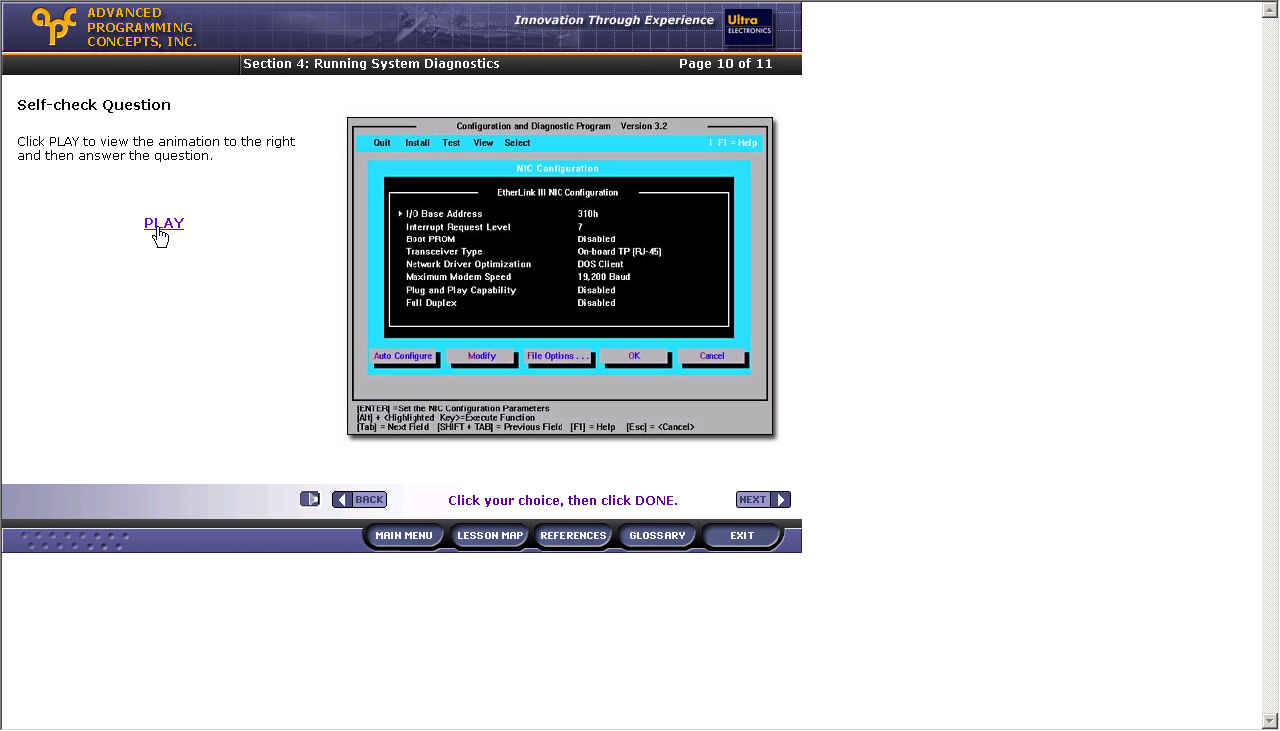 apc ADVANCED
PROGRAMMING
CONCEPTS, INC.
Innovation Through Experience
Ultra
ELECTRONICS
Section 4: Running System Diagnostics Page 10 of 11
Self-check Question
Click PLAY to view the animation to the right
and then answer the question.
PLAY
Configuration and Diagnostic Program Version 3.2
Quit Install Test View Select F1 = Help
NIC Configuration
EtherLink III NIC Configuration
I/O Base Address 310h
Interrupt Request Level 7
Boot PROM Disabled
Transceiver Type On-board TP (RJ-45)
Network Driver Optimization DOS Client
Maximum Modem Speed 19,200 Baud
Plug and Play Capability Disabled
Full Duplex Disabled
Auto Configure Modify File Options . . . OK Cancel
[ENTER] =Set the NIC Configuration Parameters
[Alt] + <Highlighted Key>=Execute Function
[Tab] = Next Field [SHIFT + TAB] = Previous Field [F1] = Help [Esc] = <Cancel>
BACK Click your choice, then click DONE. NEXT
MAIN MENU LESSON MAP REFERENCES GLOSSARY EXIT